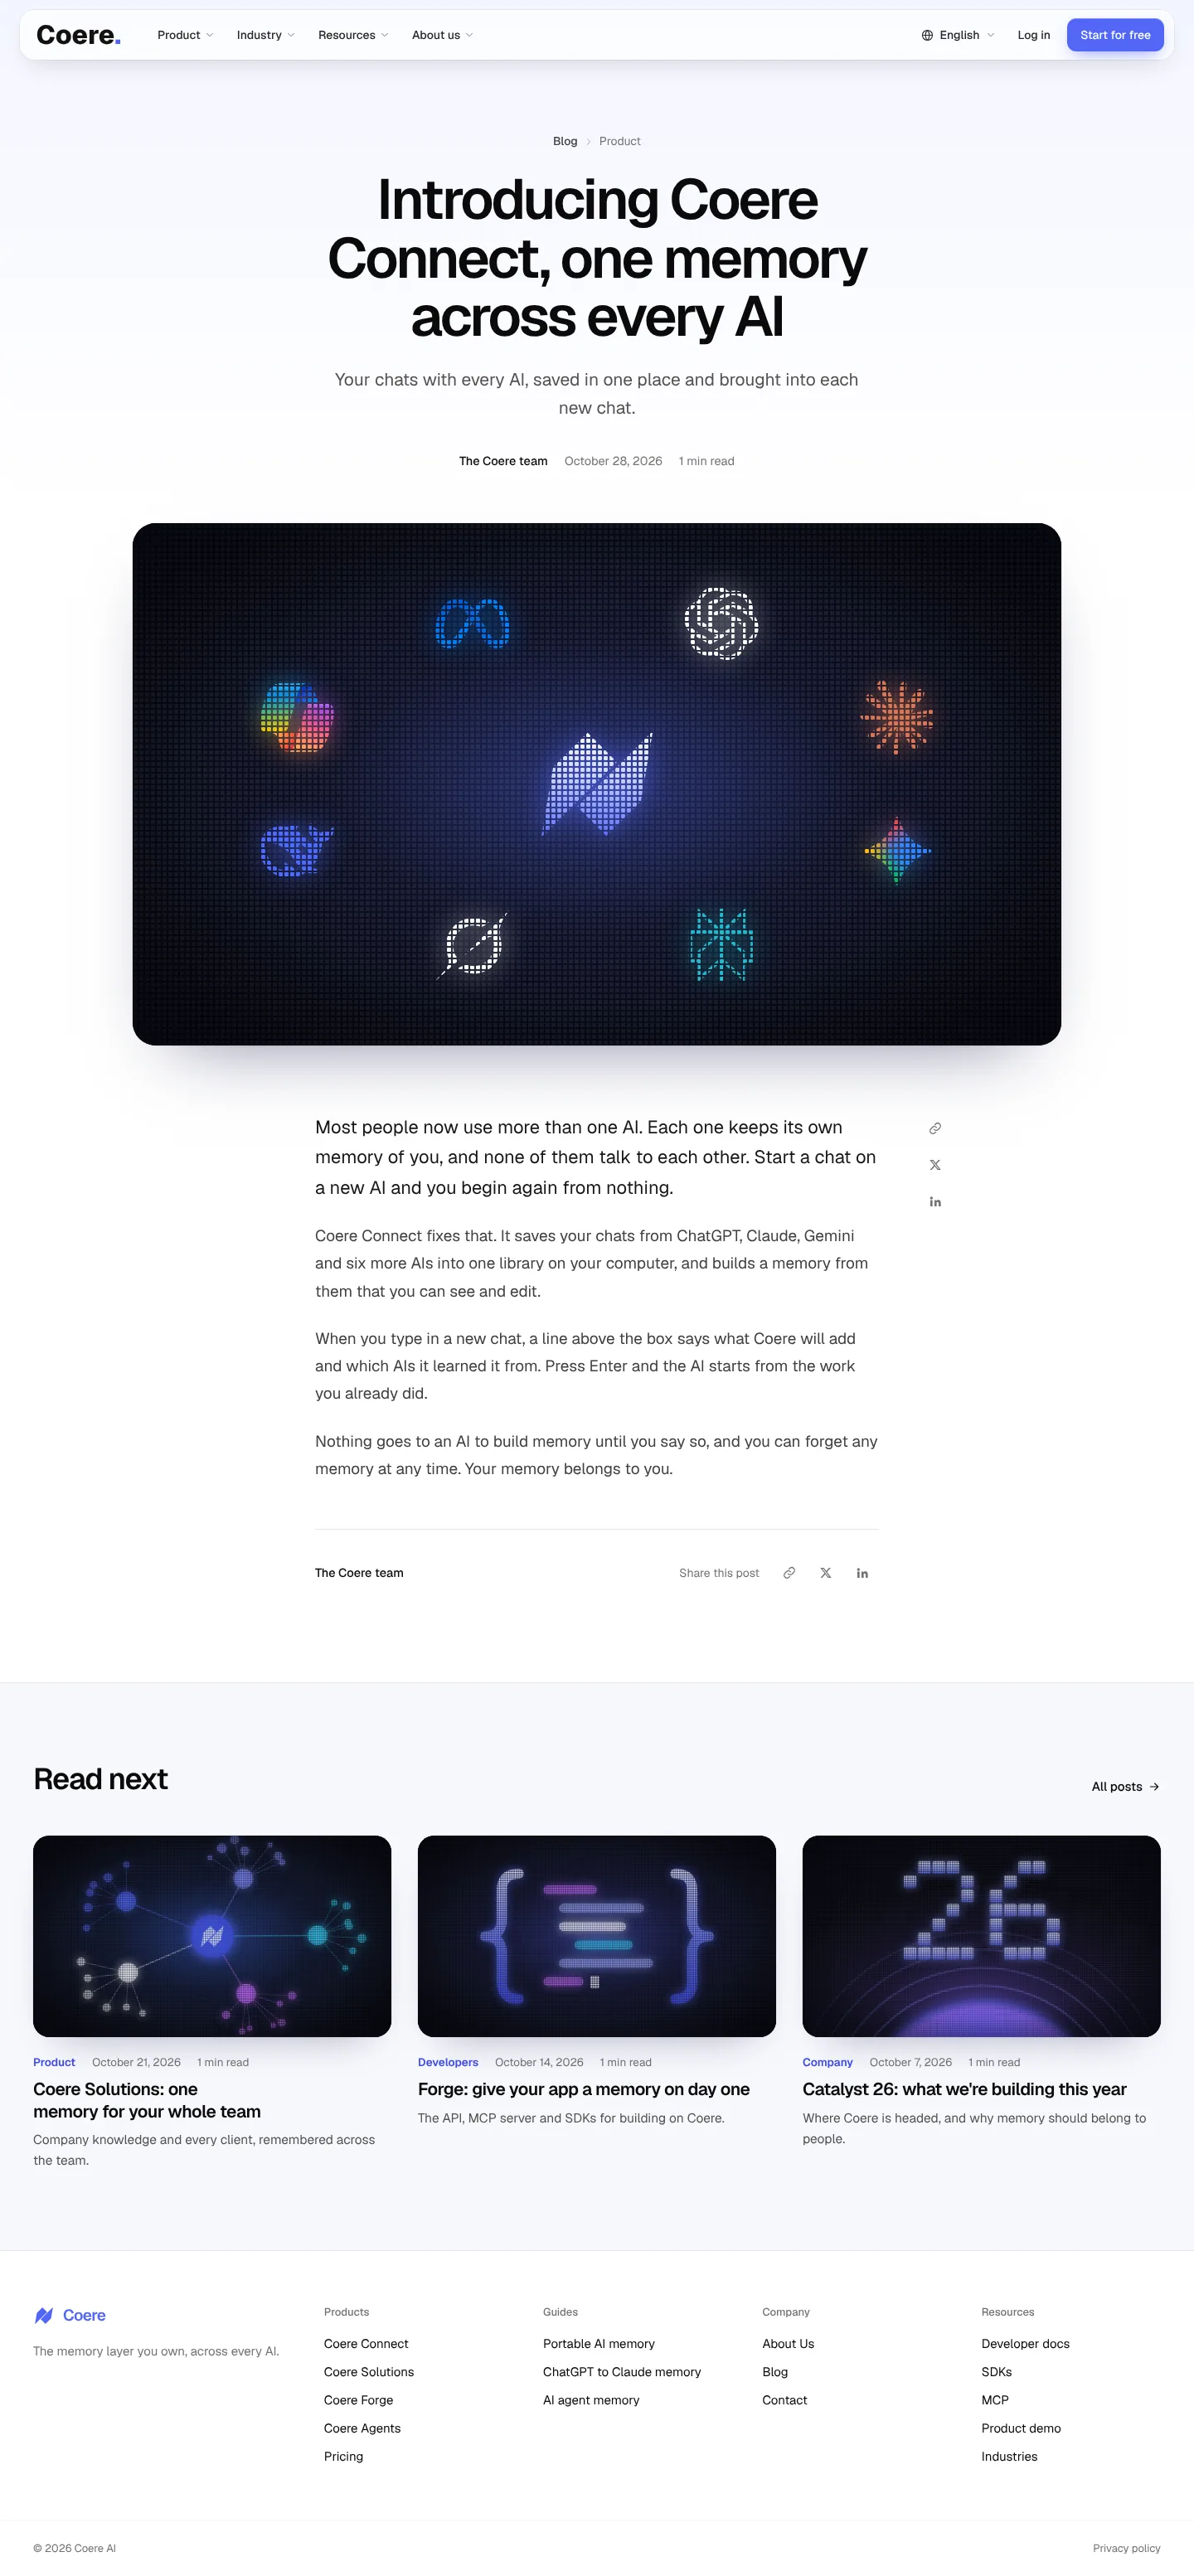 Coere.
Product
Industry
Resources
About us
English
Log in
Start for free
Blog
Product
Introducing Coere
Connect, one memory
across every AI
Your chats with every AI, saved in one place and brought into each
new chat.
The Coere team
October 28, 2026
1 min read
Most people now use more than one AI. Each one keeps its own
memory of you, and none of them talk to each other. Start a chat on
a new AI and you begin again from nothing.
Coere Connect fixes that. It saves your chats from ChatGPT, Claude, Gemini
and six more AIs into one library on your computer, and builds a memory from
them that you can see and edit.
When you type in a new chat, a line above the box says what Coere will add
and which AIs it learned it from. Press Enter and the AI starts from the work
you already did.
Nothing goes to an AI to build memory until you say so, and you can forget any
memory at any time. Your memory belongs to you.
The Coere team
Share this post
Read next
All posts →
26
Product
October 21, 2026
1 min read
Coere Solutions: one
memory for your whole team
Company knowledge and every client, remembered across
the team.
Developers
October 14, 2026
1 min read
Forge: give your app a memory on day one
The API, MCP server and SDKs for building on Coere.
Company
October 7, 2026
1 min read
Catalyst 26: what we're building this year
Where Coere is headed, and why memory should belong to
people.
Coere
The memory layer you own, across every AI.
Products
Coere Connect
Coere Solutions
Coere Forge
Coere Agents
Pricing
Guides
Portable AI memory
ChatGPT to Claude memory
AI agent memory
Company
About Us
Blog
Contact
Resources
Developer docs
SDKs
MCP
Product demo
Industries
© 2026 Coere AI
Privacy policy